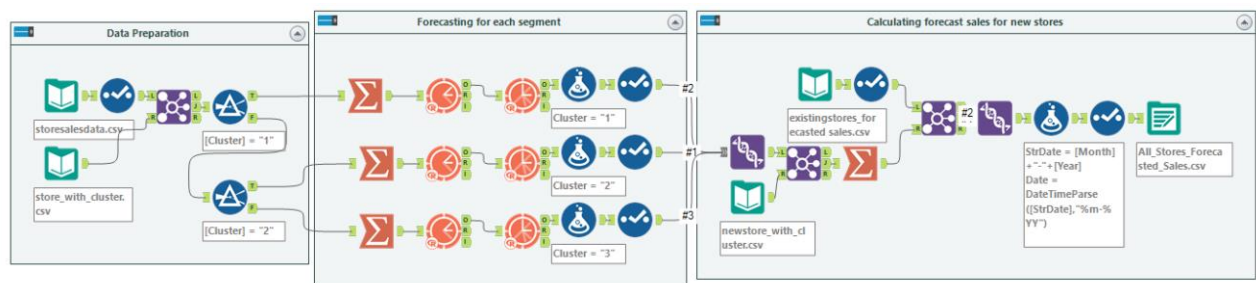 Data Preparation
storesalesdata.csv
store_with_cluster.
csv
[Cluster] = "1"
[Cluster] = "2"
Forecasting for each segment
Cluster = "1"
Cluster = "2"
Cluster = "3"
#2
#1
#3
Calculating forecast sales for new stores
existingstores_for
ecasted sales.csv
newstore_with_cl
uster.csv
#2
StrDate = [Month]
+"-"+[Year]
Date =
DateTimeParse
([StrDate],"%m-%
YY")
All_Stores_Foreca
sted_Sales.csv